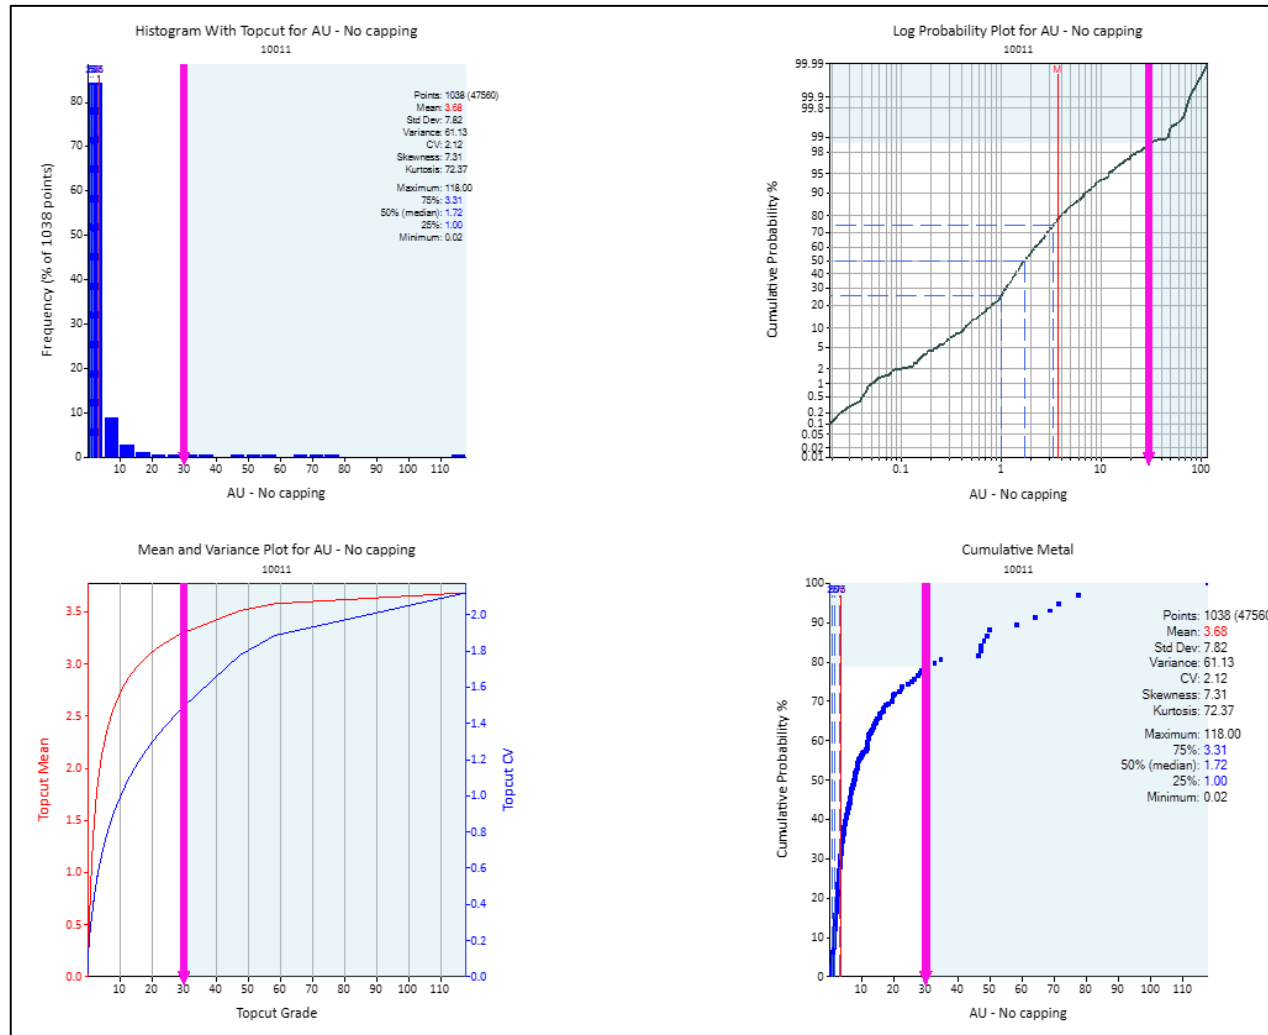 Histogram With Topcut for AU - No capping
10011
Points: 1038 (47560)
Mean: 3.68
Std Dev: 7.82
Variance: 61.13
CV: 2.12
Skewness: 7.31
Kurtosis: 72.37
Maximum: 118.00
75%: 3.31
50% (median): 1.72
25%: 1.00
Minimum: 0.02
Frequency (% of 1038 points)
80
70
60
50
40
30
20
10
0
10 20 30 40 50 60 70 80 90 100 110
AU - No capping
Log Probability Plot for AU - No capping
10011
M
Cumulative Probability %
99.99
99.9
99.8
99
98
95
90
80
70
60
50
40
30
20
10
5
2
1
0.5
0.2
0.1
0.05
0.02
0.01
0.1 1 10 100
AU - No capping
Mean and Variance Plot for AU - No capping
10011
Topcut Mean
3.5
3.0
2.5
2.0
1.5
1.0
0.5
0.0
Topcut CV
2.0
1.8
1.6
1.4
1.2
1.0
0.8
0.6
0.4
0.2
0.0
10 20 30 40 50 60 70 80 90 100 110
Topcut Grade
Cumulative Metal
10011
Points: 1038 (47560
Mean: 3.68
Std Dev: 7.82
Variance: 61.13
CV: 2.12
Skewness: 7.31
Kurtosis: 72.37
Maximum: 118.00
75%: 3.31
50% (median): 1.72
25%: 1.00
Minimum: 0.02
Cumulative Probability %
100
90
80
70
60
50
40
30
20
10
0
10 20 30 40 50 60 70 80 90 100 110
AU - No capping